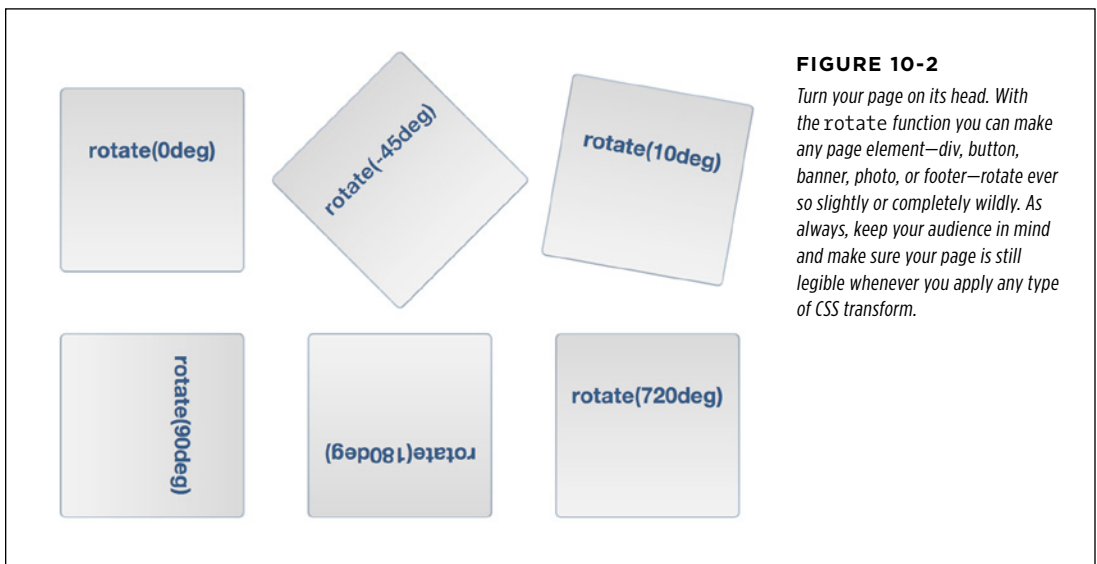 rotate(0deg)
rotate(-45deg)
rotate(10deg)
rotate(90deg)
rotate(180deg)
rotate(720deg)
FIGURE 10-2
Turn your page on its head. With
the rotate function you can make
any page element—div, button,
banner, photo, or footer—rotate ever
so slightly or completely wildly. As
always, keep your audience in mind
and make sure your page is still
legible whenever you apply any type
of CSS transform.